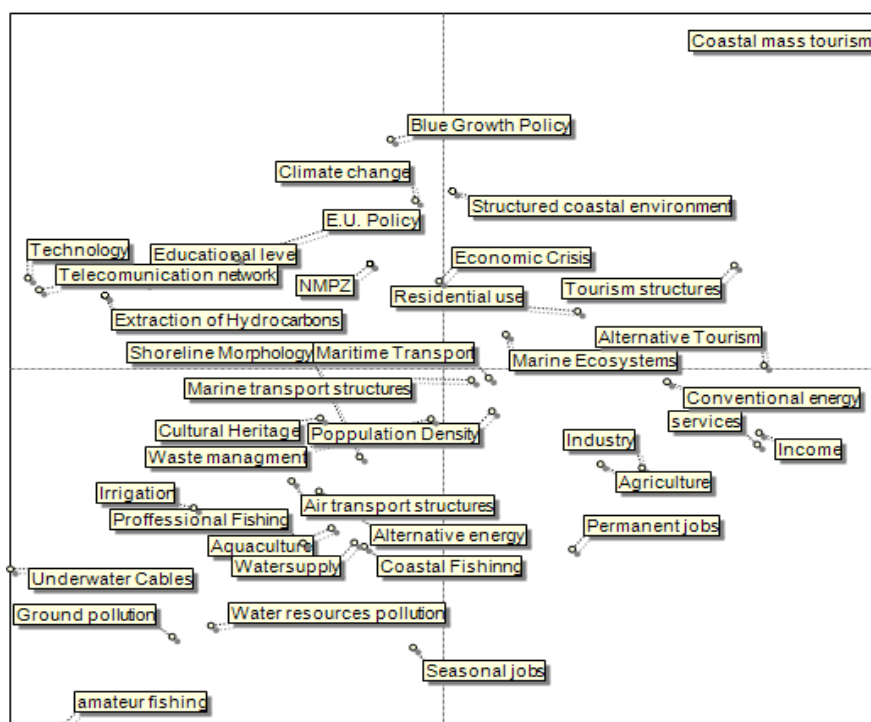 Coastal mass tourism
Blue Growth Policy
Climate change
Structured coastal environment
E.U. Policy
Technology
Educational leve
Economic Crisis
Telecomunication network
NMPZ
Residential use
Tourism structures
Extraction of Hydrocarbons
Alternative Tourism
Shoreline Morphology
Maritime Transport
Marine Ecosystems
Marine transport structures
Conventional energy
services
Cultural Heritage
Poppulation Density
Industry
Income
Waste managment
Agriculture
Irrigation
Air transport structures
Proffessional Fishing
Permanent jobs
Alternative energy
Aquaculture
Watersupply
Coastal Fishinng
Underwater Cables
Ground pollution
Water resources pollution
Seasonal jobs
amateur fishing